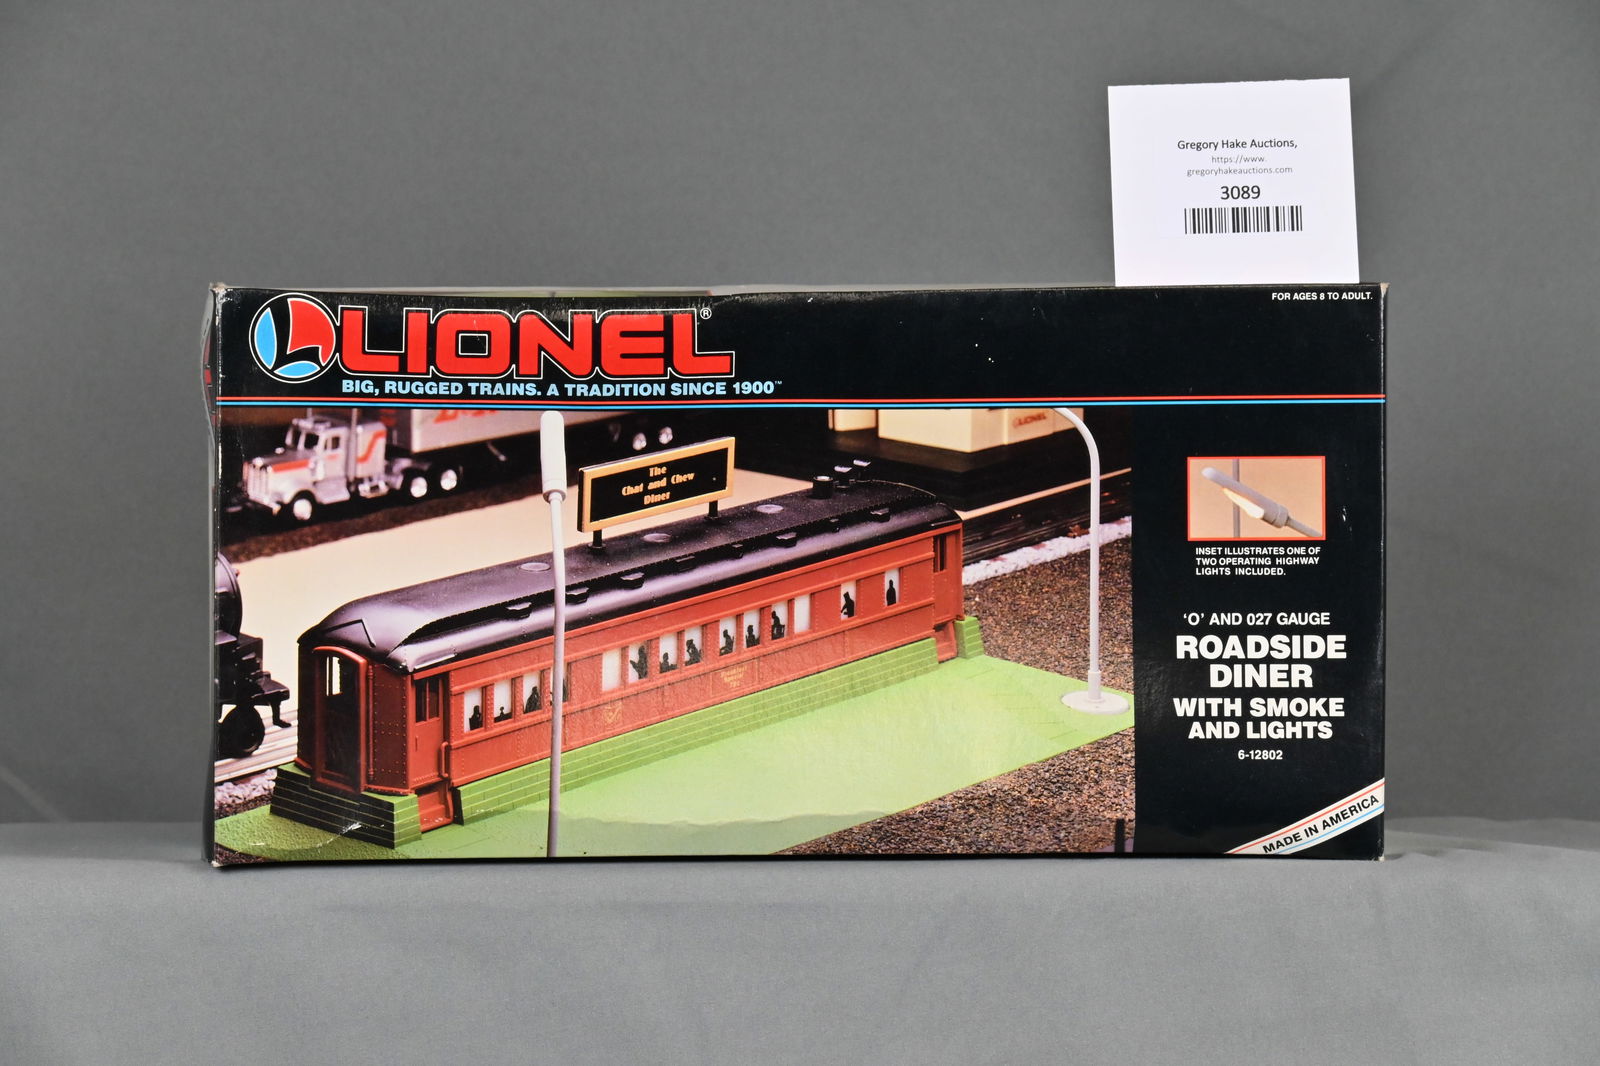 Gregory Hake Auctions,
https://www.
gregoryhakeauctions.com
3089
FOR AGES 8 TO ADULT.
LIONEL®
BIG, RUGGED TRAINS. A TRADITION SINCE 1900™
LIONEL
The
Chat and Chew
Diner
INSET ILLUSTRATES ONE OF
TWO OPERATING HIGHWAY
LIGHTS INCLUDED.
'O' AND 027 GAUGE
ROADSIDE
DINER
WITH SMOKE
AND LIGHTS
6-12802
MADE IN AMERICA